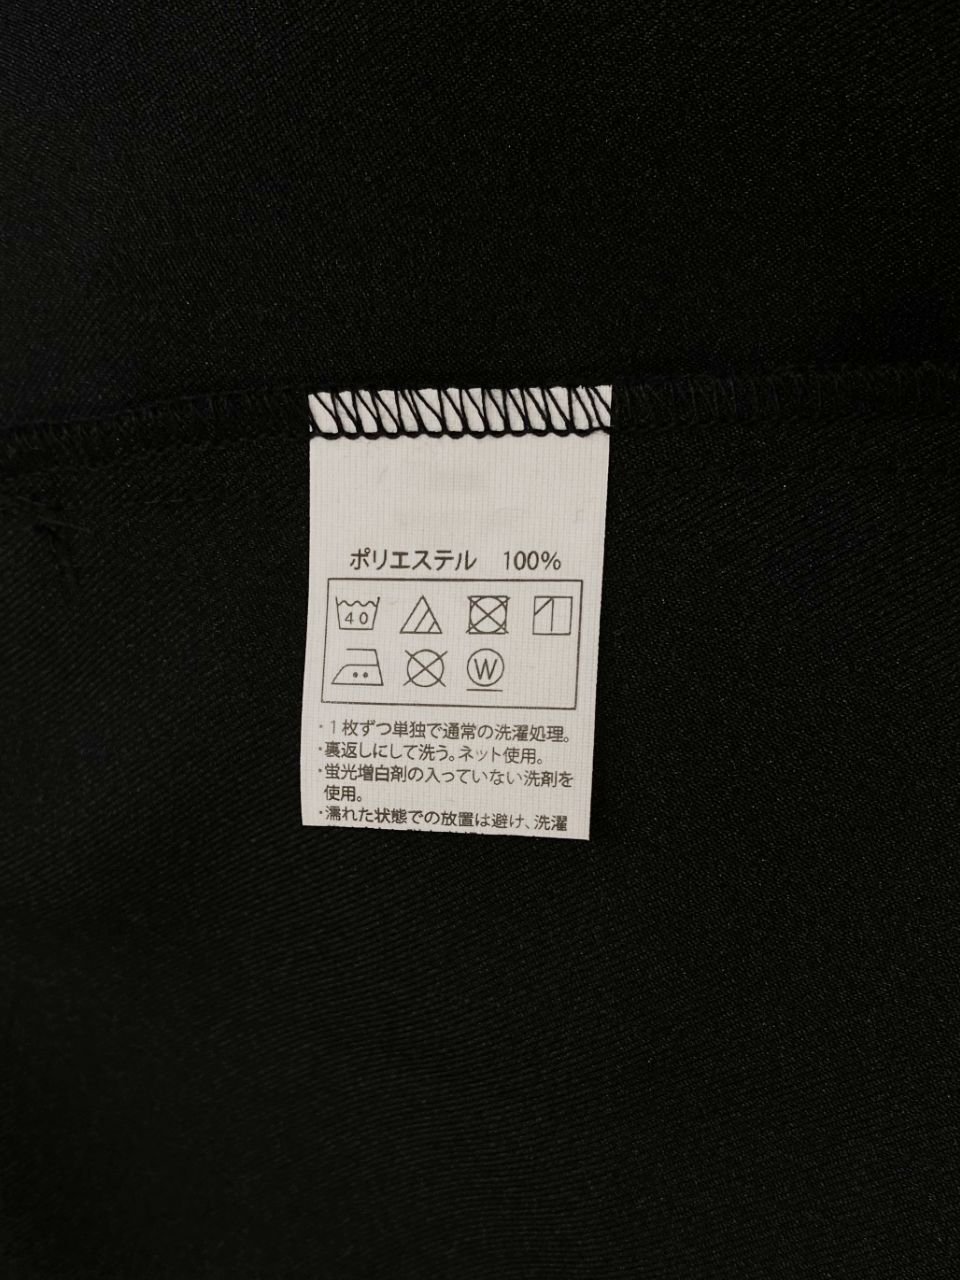 ポリエステル 100%
40
W
・1枚ずつ単独で通常の洗濯処理。
・裏返しにして洗う。ネット使用。
・蛍光増白剤の入っていない洗剤を
使用。
・濡れた状態での放置は避け、洗濯